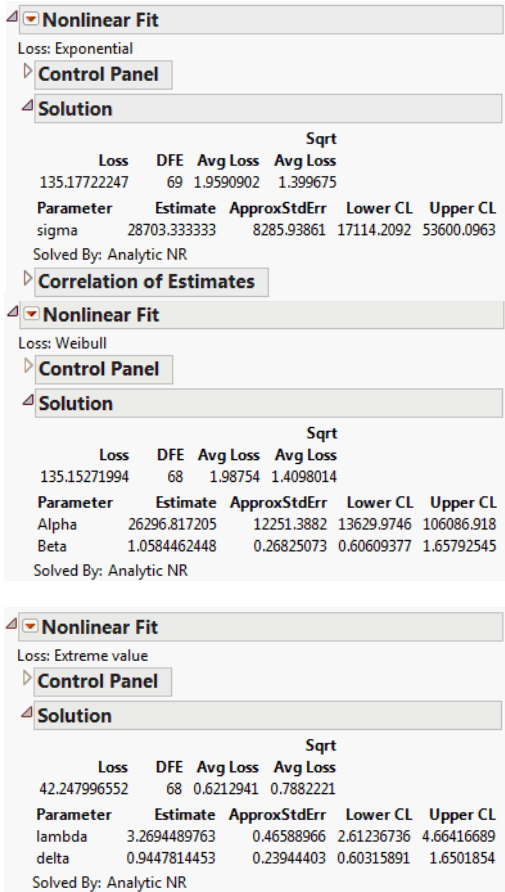 Nonlinear Fit
Loss: Exponential
Control Panel
Solution
Sqrt
Loss DFE Avg Loss Avg Loss
135.17722247 69 1.9590902 1.399675
Parameter Estimate ApproxStdErr Lower CL Upper CL
sigma 28703.333333 8285.93861 17114.2092 53600.0963
Solved By: Analytic NR
Correlation of Estimates
Nonlinear Fit
Loss: Weibull
Control Panel
Solution
Sqrt
Loss DFE Avg Loss Avg Loss
135.15271994 68 1.98754 1.4098014
Parameter Estimate ApproxStdErr Lower CL Upper CL
Alpha 26296.817205 12251.3882 13629.9746 106086.918
Beta 1.0584462448 0.26825073 0.60609377 1.65792545
Solved By: Analytic NR
Nonlinear Fit
Loss: Extreme value
Control Panel
Solution
Sqrt
Loss DFE Avg Loss Avg Loss
42.247996552 68 0.6212941 0.7882221
Parameter Estimate ApproxStdErr Lower CL Upper CL
lambda 3.2694489763 0.46588966 2.61236736 4.66416689
delta 0.9447814453 0.23944403 0.60315891 1.6501854
Solved By: Analytic NR